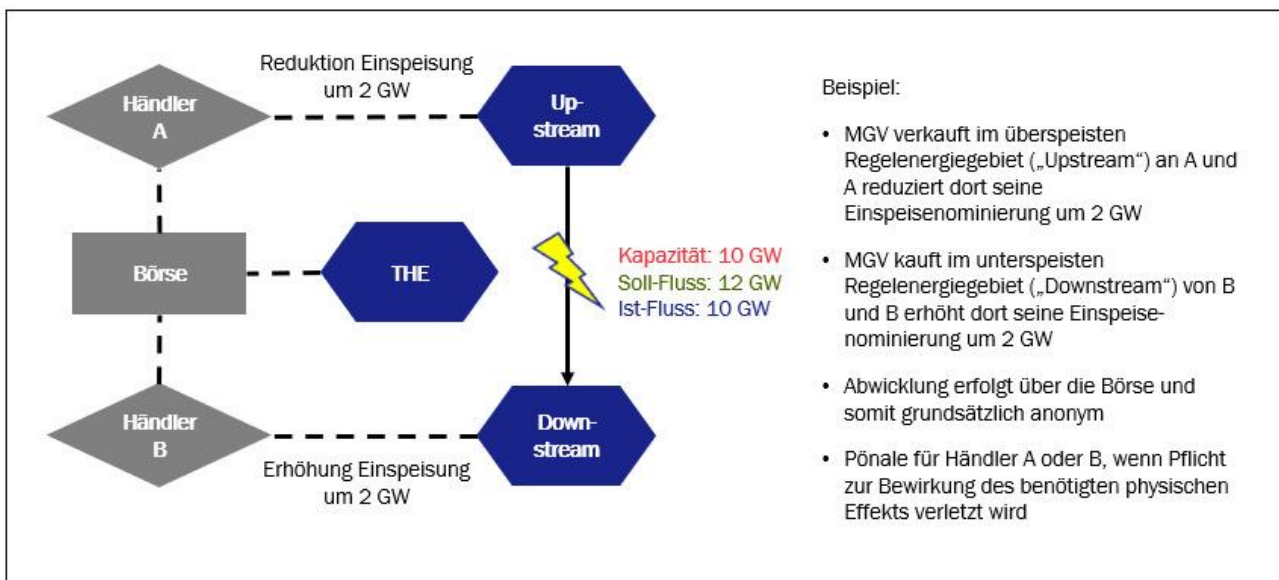 Reduktion Einspeisung
um 2 GW
Händler
A
Up-
stream
Börse
THE
Kapazität: 10 GW
Soll-Fluss: 12 GW
Ist-Fluss: 10 GW
Händler
B
Down-
stream
Erhöhung Einspeisung
um 2 GW
Beispiel:
• MGV verkauft im überspeisten
Regelenergiegebiet („Upstream“) an A und
A reduziert dort seine
Einspeisenominierung um 2 GW
• MGV kauft im unterspeisten
Regelenergiegebiet („Downstream“) von B
und B erhöht dort seine Einspeise-
nominierung um 2 GW
• Abwicklung erfolgt über die Börse und
somit grundsätzlich anonym
• Pönale für Händler A oder B, wenn Pflicht
zur Bewirkung des benötigten physischen
Effekts verletzt wird